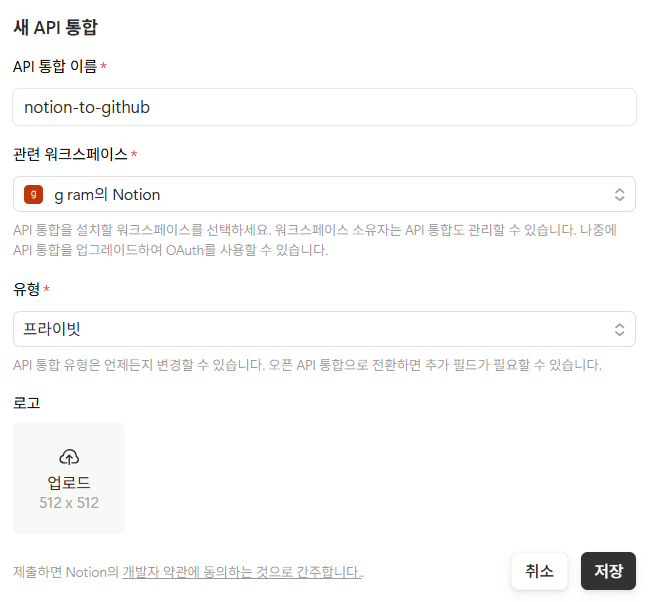 새 API 통합
API 통합 이름 *
notion-to-github
관련 워크스페이스 *
g g ram의 Notion
API 통합을 설치할 워크스페이스를 선택하세요. 워크스페이스 소유자는 API 통합도 관리할 수 있습니다. 나중에
API 통합을 업그레이드하여 OAuth를 사용할 수 있습니다.
유형 *
프라이빗
API 통합 유형은 언제든지 변경할 수 있습니다. 오픈 API 통합으로 전환하면 추가 필드가 필요할 수 있습니다.
로고
업로드
512 x 512
제출하면 Notion의 개발자 약관에 동의하는 것으로 간주합니다..
취소
저장